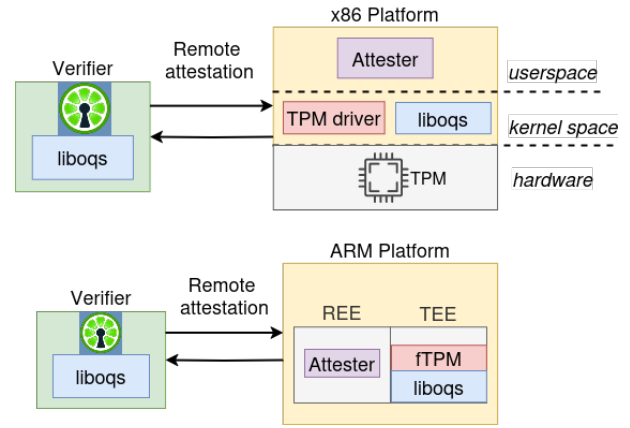 x86 Platform
Remote
attestation
Verifier
Attester
userspace
TPM driver
liboqs
kernel space
liboqs
TPM
hardware
ARM Platform
Remote
attestation
Verifier
REE
TEE
Attester
fTPM
liboqs
liboqs